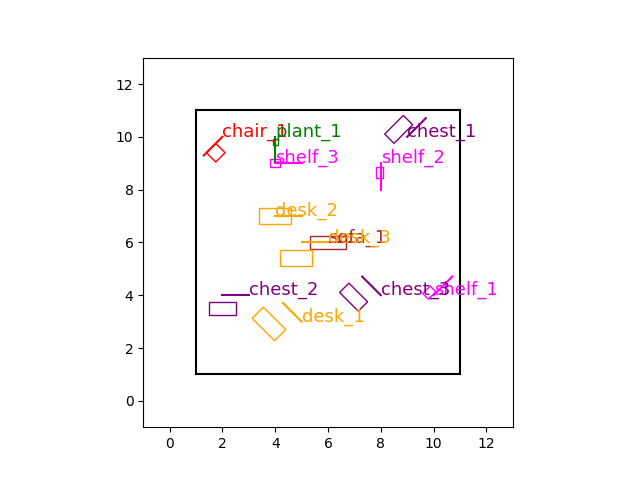 12
10
8
6
4
2
0
0 2 4 6 8 10 12
chair_1
plant_1
chest_1
shelf_3
shelf_2
desk_2
sofa_1
desk_3
chest_2
chest_3
shelf_1
desk_1